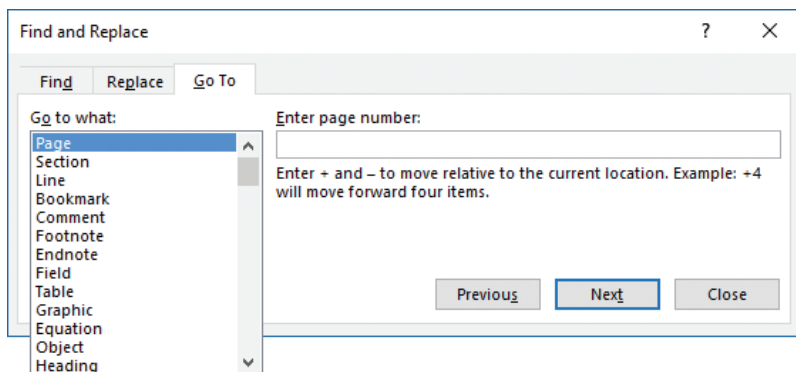 Find and Replace
?
Find
Replace
Go To
Go to what:
Page
Section
Line
Bookmark
Comment
Footnote
Endnote
Field
Table
Graphic
Equation
Object
Heading
Enter page number:
Enter + and – to move relative to the current location. Example: +4
will move forward four items.
Previous
Next
Close